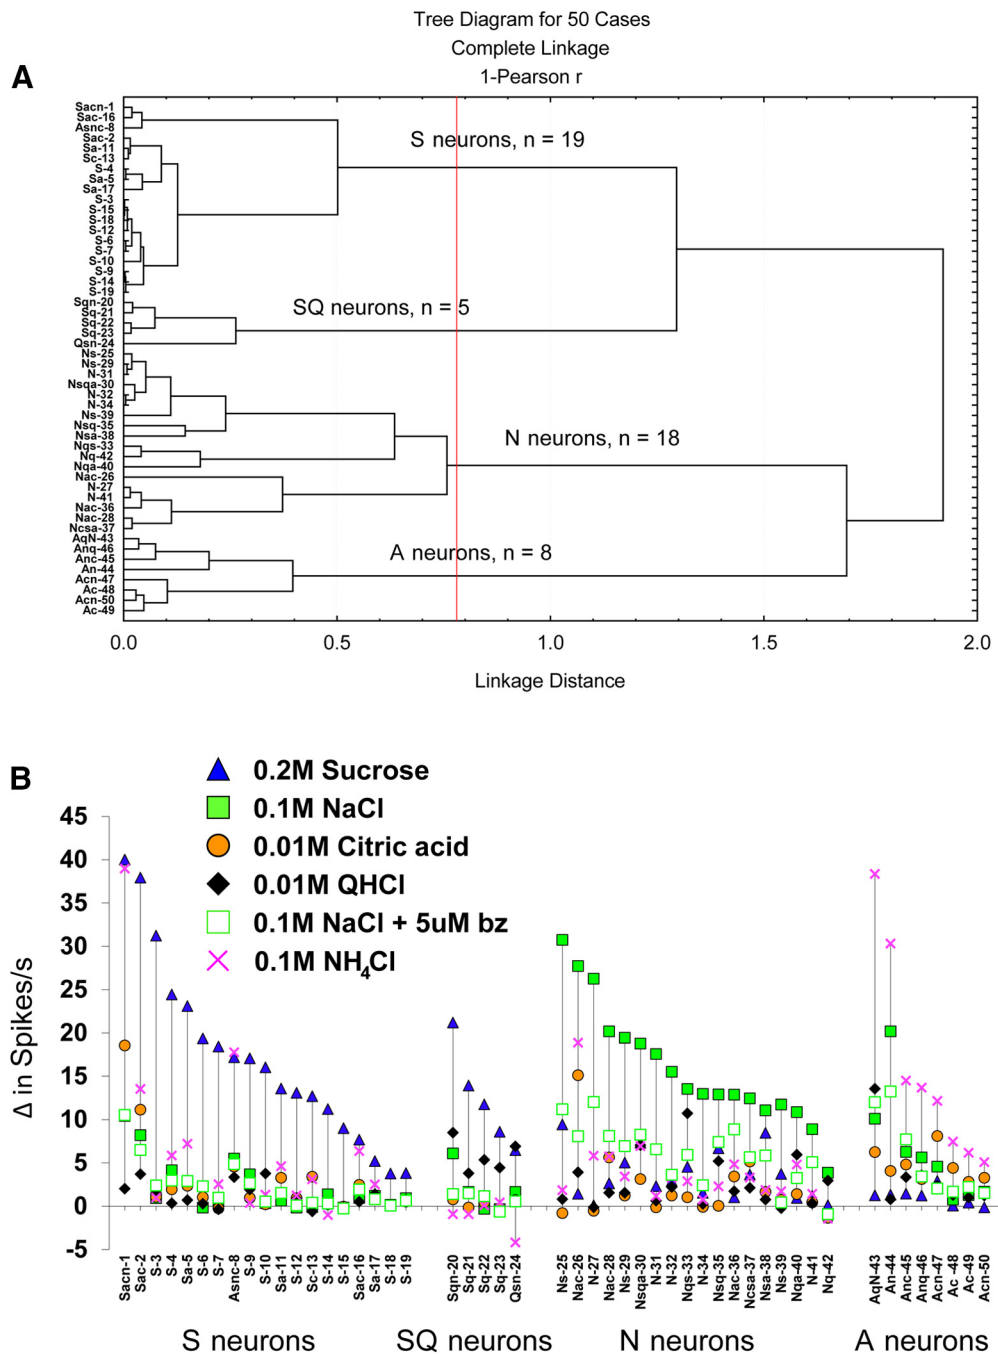 Tree Diagram for 50 Cases
Complete Linkage
1-Pearson r
A
Sacn-1
Sac-16
Asnc-8
Sac-2
Sa-11
Sc-13
S-4
Sa-5
Sa-17
S-3
S-15
S-18
S-12
S-6
S-7
S-10
S-9
S-14
S-19
Sqn-20
Sq-21
Sq-22
Sq-23
Qsn-24
Ns-25
Ns-29
N-31
Nsqa-30
N-32
N-34
Ns-39
Nsq-35
Nsa-38
Nqs-33
Nq-42
Nqa-40
Nac-26
N-27
N-41
Nac-36
Nac-28
Ncsa-37
AqN-43
Anq-46
Anc-45
An-44
Acn-47
Ac-48
Acn-50
Ac-49
S neurons, n = 19
SQ neurons, n = 5
N neurons, n = 18
A neurons, n = 8
0.0 0.5 1.0 1.5 2.0
Linkage Distance
B
0.2M Sucrose
0.1M NaCl
0.01M Citric acid
0.01M QHCl
0.1M NaCl + 5uM bz
0.1M NH4Cl
Δ in Spikes/s
45
40
35
30
25
20
15
10
5
0
-5
Sacn-1
Sac-2
S-3
S-4
Sa-5
S-6
S-7
Asnc-8
S-9
S-10
Sa-11
S-12
Sc-13
S-14
S-15
Sac-16
Sa-17
S-18
S-19
Sqn-20
Sq-21
Sq-22
Sq-23
Qsn-24
Ns-25
Nac-26
N-27
Nac-28
Ns-29
Nsqa-30
N-31
N-32
Nqs-33
N-34
Nsq-35
Nac-36
Ncsa-37
Nsa-38
Ns-39
Nqa-40
N-41
Nq-42
AqN-43
An-44
Anc-45
Anq-46
Acn-47
Ac-48
Ac-49
Acn-50
S neurons SQ neurons N neurons A neurons